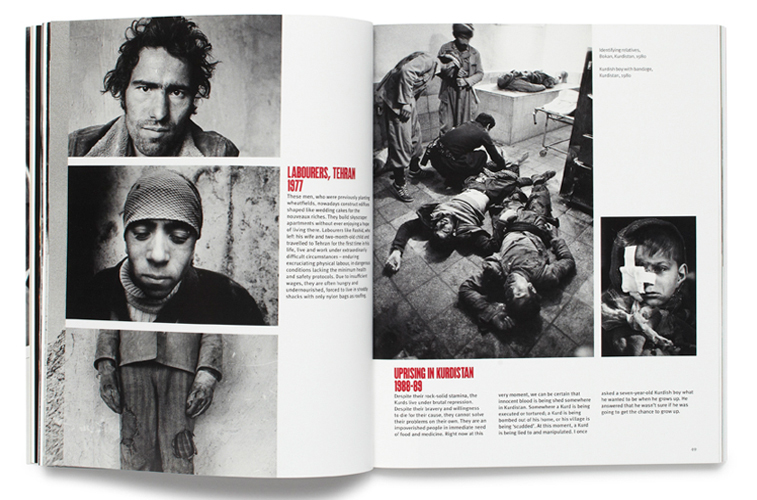 LABOURERS, TEHRAN
1977
These men, who were previously planting
wheatfields, nowadays construct edifices
shaped like wedding cakes for the
nouveaux riches. They build skyscraper
apartments without ever enjoying a hope
of living there. Labourers like Rashid, who
left his wife and two-month-old child and
travelled to Tehran for the first time in his
life, live and work under extraordinarily
difficult circumstances – enduring
excruciating physical labour, in dangerous
conditions lacking the minimum health
and safety protocols. Due to insufficient
wages, they are often hungry and
undernourished, forced to live in shoddy
shacks with only nylon bags as roofing.
Identifying relatives,
Kurdistan, 1980
Kurdish boy with bandage,
Kurdistan, 1980
UPRISING IN KURDISTAN
1988-89
Despite their rock-solid stamina, the
Kurds live under brutal repression.
Despite their bravery and willingness
to die for their cause, they cannot solve
their problems on their own. They are an
impoverished people in immediate need
of food and medicine. Right now at this
very moment, we can be certain that
innocent blood is being shed somewhere
in Kurdistan. Somewhere a Kurd is being
executed or tortured; a Kurd is being
bombed out of his home, or his village is
being 'scudded'. At this moment, a Kurd
is being lied to and manipulated. I once
asked a seven-year-old Kurdish boy what
he wanted to be when he grows up. He
answered that he wasn't sure if he was
going to get the chance to grow up.